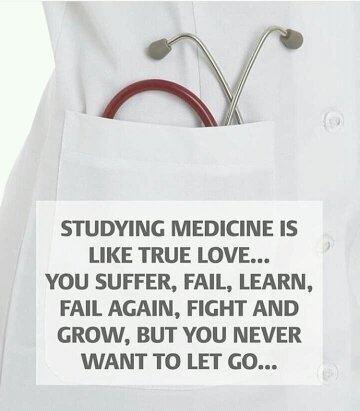 STUDYING MEDICINE IS
LIKE TRUE LOVE...
YOU SUFFER, FAIL, LEARN,
FAIL AGAIN, FIGHT AND
GROW, BUT YOU NEVER
WANT TO LET GO...